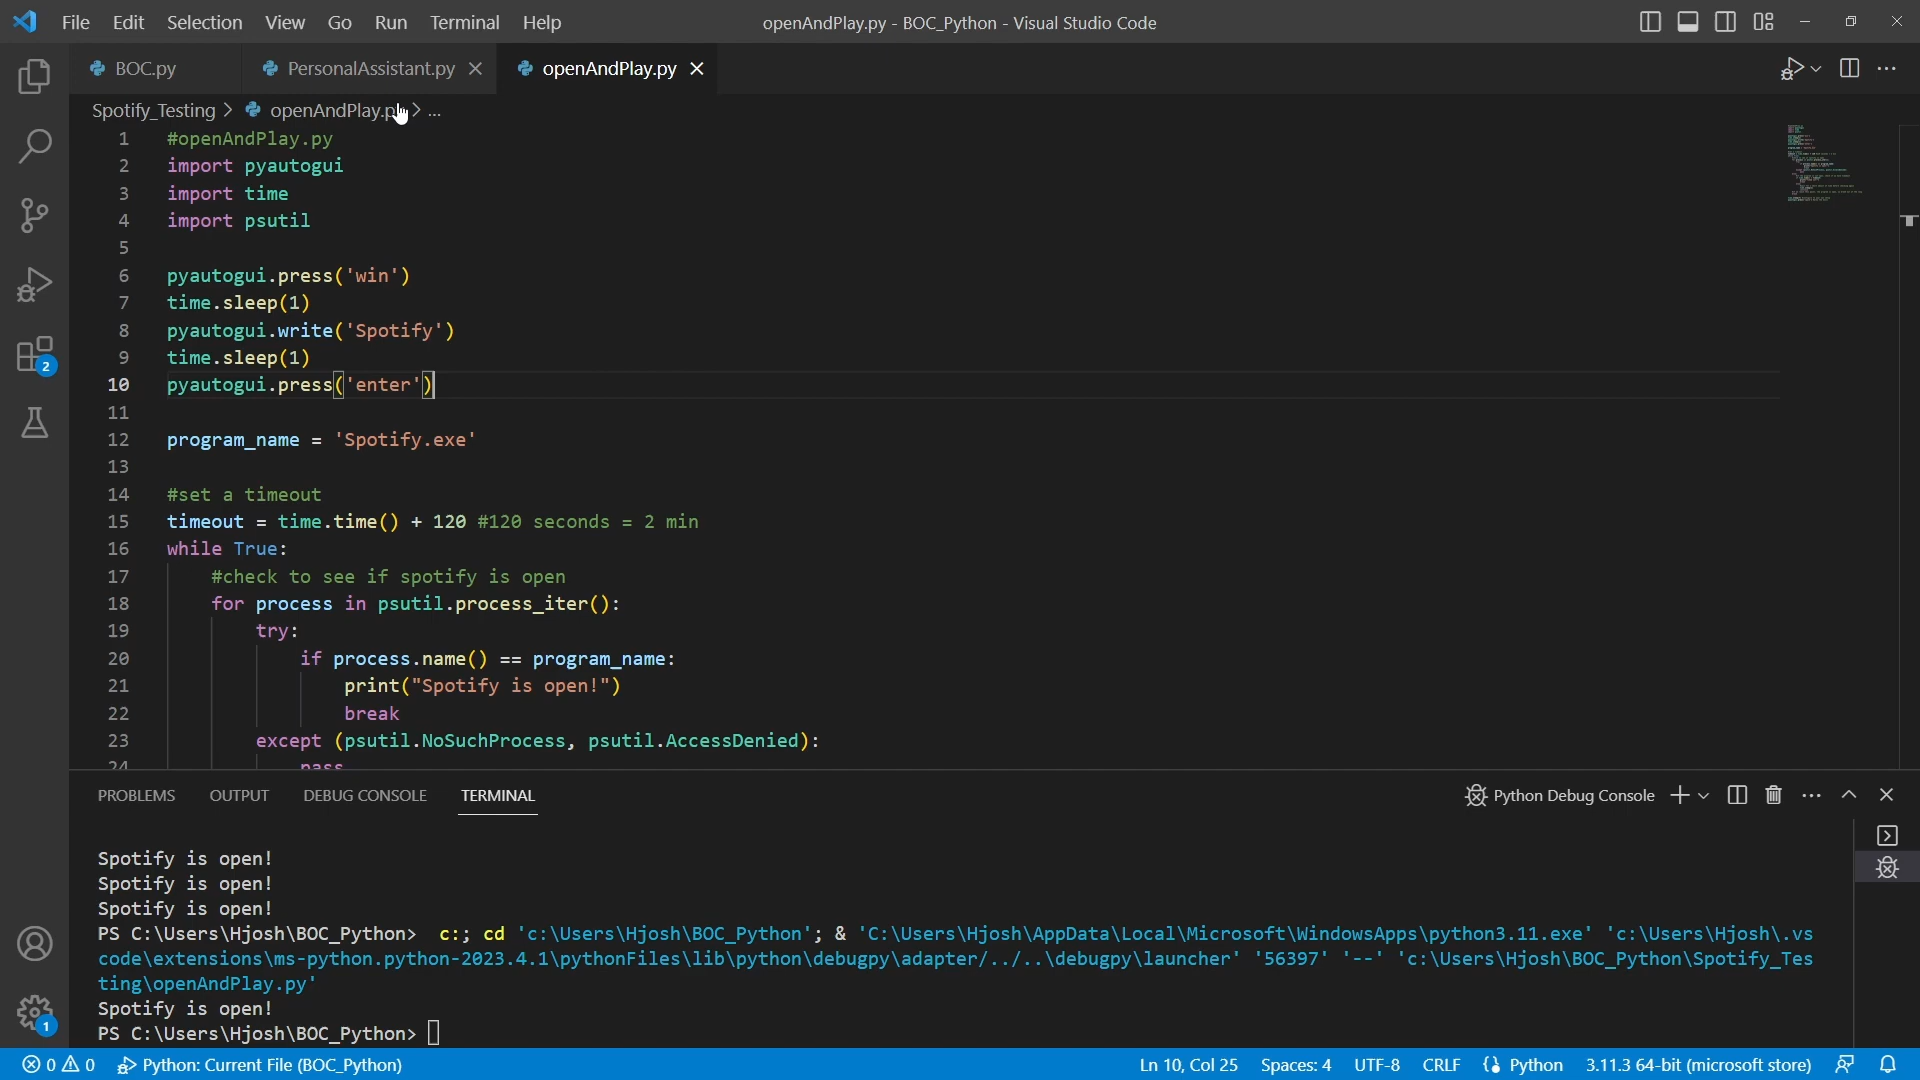 File Edit Selection View Go Run Terminal Help openAndPlay.py - BOC_Python - Visual Studio Code
BOC.py PersonalAssistant.py openAndPlay.py
Spotify_Testing > openAndPlay.p > ...
1 #openAndPlay.py
2 import pyautogui
3 import time
4 import psutil
5
6 pyautogui.press('win')
7 time.sleep(1)
8 pyautogui.write('Spotify')
9 time.sleep(1)
10 pyautogui.press('enter')
11
12 program_name = 'Spotify.exe'
13
14 #set a timeout
15 timeout = time.time() + 120 #120 seconds = 2 min
16 while True:
17 #check to see if spotify is open
18 for process in psutil.process_iter():
19 try:
20 if process.name() == program_name:
21 print("Spotify is open!")
22 break
23 except (psutil.NoSuchProcess, psutil.AccessDenied):
24 pass
2
PROBLEMS OUTPUT DEBUG CONSOLE TERMINAL Python Debug Console
Spotify is open!
Spotify is open!
Spotify is open!
PS C:\Users\Hjosh\BOC_Python> c:; cd 'c:\Users\Hjosh\BOC_Python'; & 'C:\Users\Hjosh\AppData\Local\Microsoft\WindowsApps\python3.11.exe' 'c:\Users\Hjosh\.vs
code\extensions\ms-python.python-2023.4.1\pythonFiles\lib\python\debugpy\adapter/../..\debugpy\launcher' '56397' '--' 'c:\Users\Hjosh\BOC_Python\Spotify_Tes
ting\openAndPlay.py'
Spotify is open!
PS C:\Users\Hjosh\BOC_Python>
1
0 0 Python: Current File (BOC_Python) Ln 10, Col 25 Spaces: 4 UTF-8 CRLF Python 3.11.3 64-bit (microsoft store)